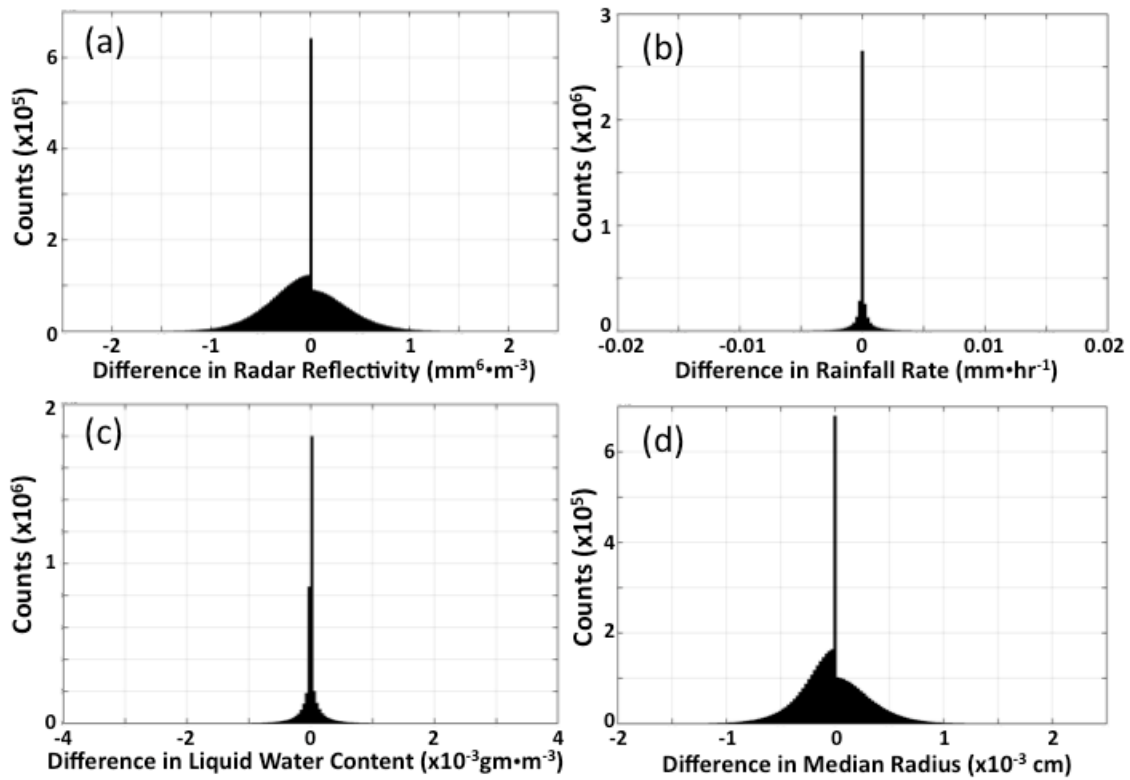 (a)
6
4
2
0
Counts (x10⁵)
-2 -1 0 1 2
Difference in Radar Reflectivity (mm⁶•m⁻³)
(b)
3
2
1
0
Counts (x10⁶)
-0.02 -0.01 0 0.01 0.02
Difference in Rainfall Rate (mm•hr⁻¹)
(c)
2
1
0
Counts (x10⁶)
-4 -2 0 2 4
Difference in Liquid Water Content (x10⁻³gm•m⁻³)
(d)
6
4
2
0
Counts (x10⁵)
-2 -1 0 1 2
Difference in Median Radius (x10⁻³ cm)